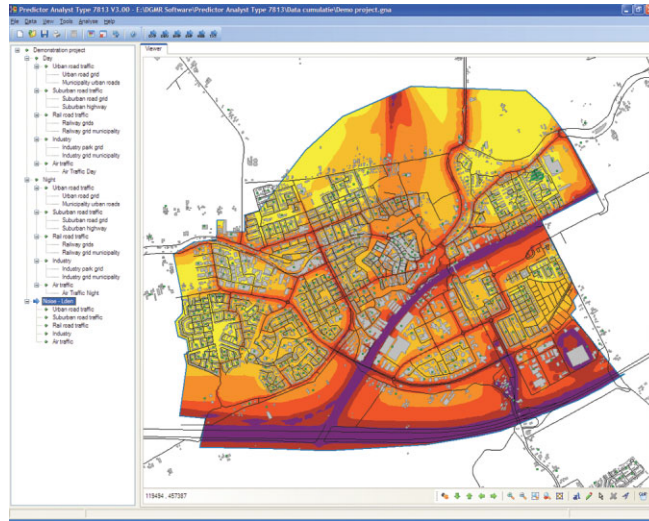 Predictor Analyst Type 7813 V3.00 - E:\DGMR Software\Predictor Analyst Type 7813\Data cumulatie\Demo project.gna
File Data View Tools Analyse Help
Demonstration project
Day
Urban road traffic
Urban road grid
Municipality urban roads
Suburban road traffic
Suburban road grid
Suburban highway
Rail road traffic
Railway grids
Railway grid municipality
Industry
Industry park grid
Industry grid municipality
Air traffic
Air Traffic Day
Night
Urban road traffic
Urban road grid
Municipality urban roads
Suburban road traffic
Suburban road grid
Suburban highway
Rail road traffic
Railway grids
Railway grid municipality
Industry
Industry park grid
Industry grid municipality
Air traffic
Air Traffic Night
Noise - Lden
Urban road traffic
Suburban road traffic
Rail road traffic
Industry
Air traffic
Viewer
119494 , 457387